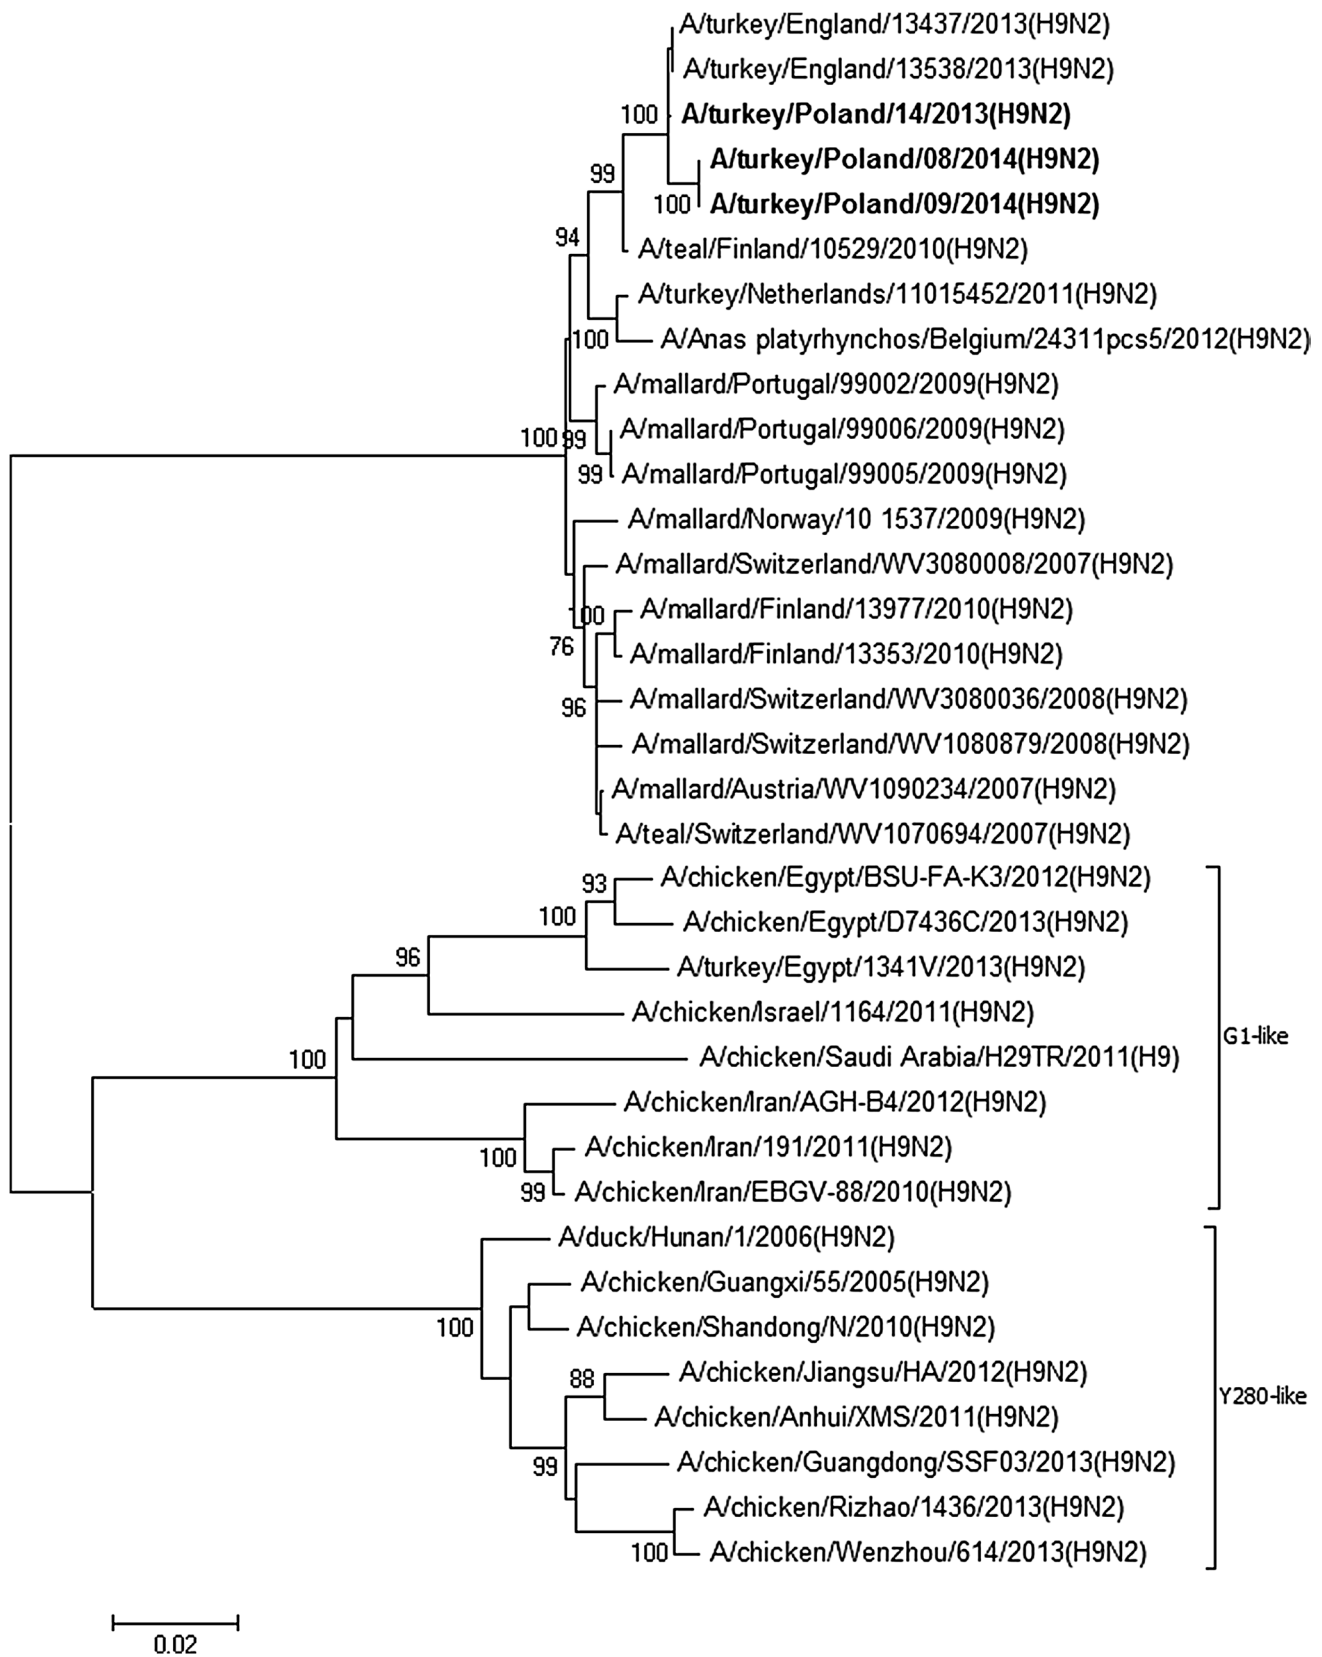 A/turkey/England/13437/2013(H9N2)
A/turkey/England/13538/2013(H9N2)
100 A/turkey/Poland/14/2013(H9N2)
A/turkey/Poland/08/2014(H9N2)
99
100 A/turkey/Poland/09/2014(H9N2)
94
A/teal/Finland/10529/2010(H9N2)
A/turkey/Netherlands/11015452/2011(H9N2)
100 A/Anas platyrhynchos/Belgium/24311pcs5/2012(H9N2)
A/mallard/Portugal/99002/2009(H9N2)
A/mallard/Portugal/99006/2009(H9N2)
100 99
99 A/mallard/Portugal/99005/2009(H9N2)
A/mallard/Norway/10 1537/2009(H9N2)
A/mallard/Switzerland/WV3080008/2007(H9N2)
100 A/mallard/Finland/13977/2010(H9N2)
76 A/mallard/Finland/13353/2010(H9N2)
96 A/mallard/Switzerland/WV3080036/2008(H9N2)
A/mallard/Switzerland/WV1080879/2008(H9N2)
A/mallard/Austria/WV1090234/2007(H9N2)
A/teal/Switzerland/WV1070694/2007(H9N2)
93 A/chicken/Egypt/BSU-FA-K3/2012(H9N2)
100 A/chicken/Egypt/D7436C/2013(H9N2)
96 A/turkey/Egypt/1341V/2013(H9N2)
A/chicken/Israel/1164/2011(H9N2)
G1-like
100 A/chicken/Saudi Arabia/H29TR/2011(H9)
A/chicken/Iran/AGH-B4/2012(H9N2)
100 A/chicken/Iran/191/2011(H9N2)
99 A/chicken/Iran/EBGV-88/2010(H9N2)
A/duck/Hunan/1/2006(H9N2)
A/chicken/Guangxi/55/2005(H9N2)
100 A/chicken/Shandong/N/2010(H9N2)
88 A/chicken/Jiangsu/HA/2012(H9N2)
Y280-like
A/chicken/Anhui/XMS/2011(H9N2)
99 A/chicken/Guangdong/SSF03/2013(H9N2)
A/chicken/Rizhao/1436/2013(H9N2)
100 A/chicken/Wenzhou/614/2013(H9N2)
0.02